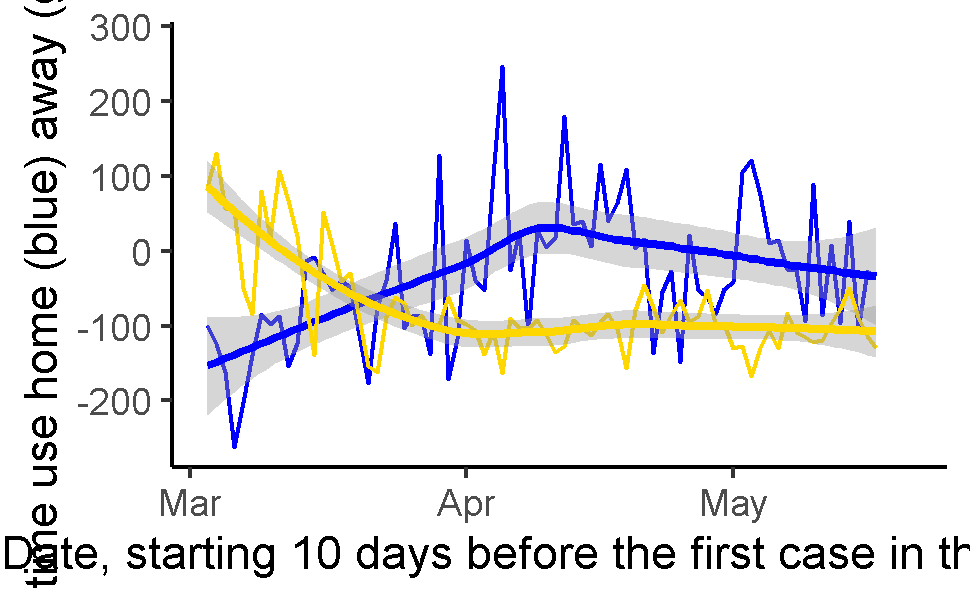 time use home (blue) away (
300
200
100
0
-100
-200
Mar Apr May
Date, starting 10 days before the first case in th